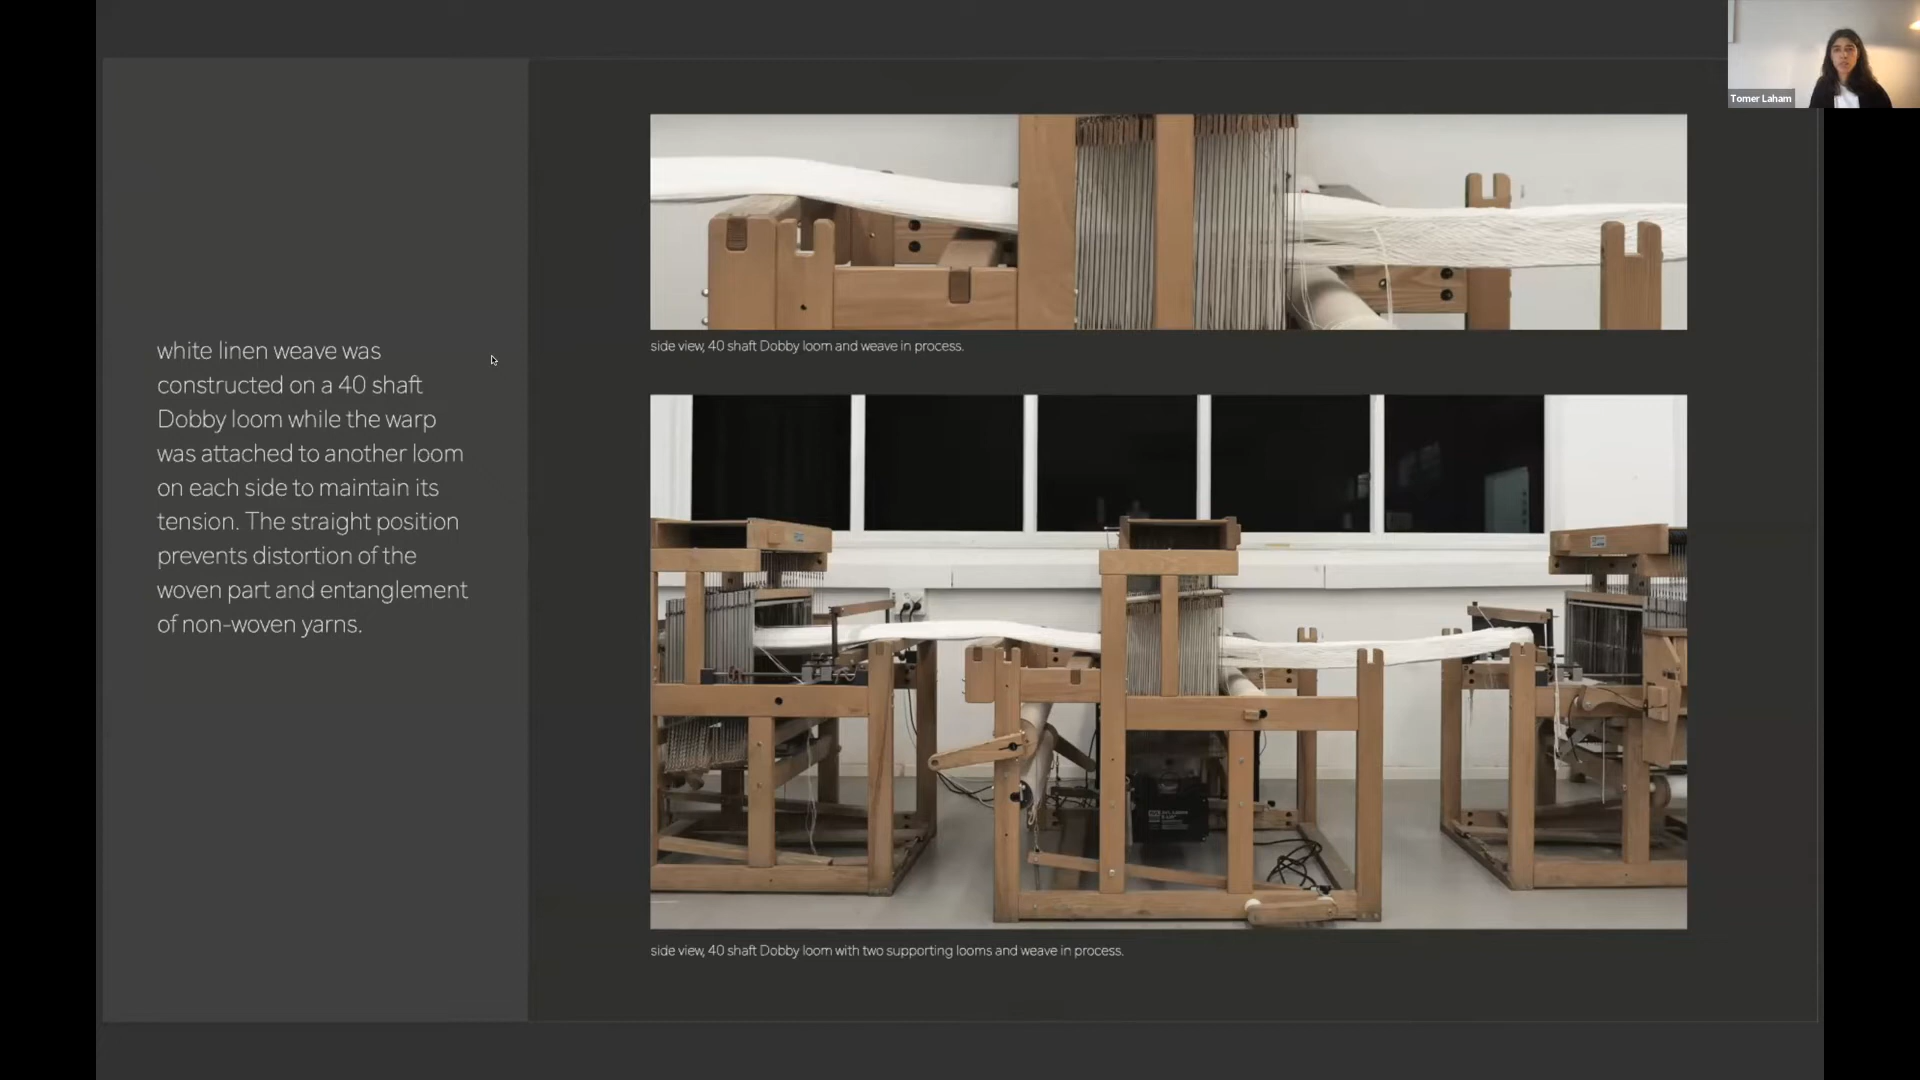 white linen weave was
constructed on a 40 shaft
Dobby loom while the warp
was attached to another loom
on each side to maintain its
tension. The straight position
prevents distortion of the
woven part and entanglement
of non-woven yarns.
side view, 40 shaft Dobby loom and weave in process.
side view, 40 shaft Dobby loom with two supporting looms and weave in process.
Tomer Laham